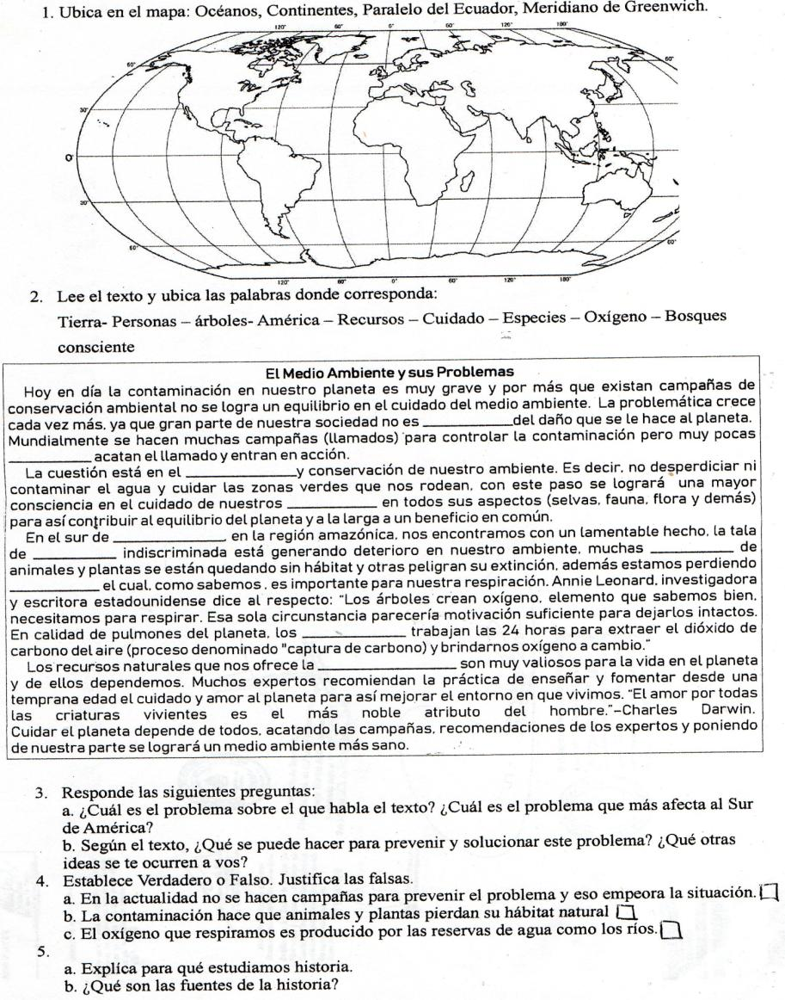 1. Ubica en el mapa: Océanos, Continentes, Paralelo del Ecuador, Meridiano de Greenwich.
120° 60° 0° 60° 120° 180°
60° 60°
30°
0°
30°
60° 60°
120° 60° 0° 60° 120° 180°
2. Lee el texto y ubica las palabras donde corresponda:
Tierra- Personas – árboles- América – Recursos – Cuidado – Especies – Oxígeno – Bosques
consciente
El Medio Ambiente y sus Problemas
Hoy en día la contaminación en nuestro planeta es muy grave y por más que existan campañas de
conservación ambiental no se logra un equilibrio en el cuidado del medio ambiente. La problemática crece
cada vez más, ya que gran parte de nuestra sociedad no es ____________del daño que se le hace al planeta.
Mundialmente se hacen muchas campañas (llamados) para controlar la contaminación pero muy pocas
____________ acatan el llamado y entran en acción.
La cuestión está en el ______________y conservación de nuestro ambiente. Es decir, no desperdiciar ni
contaminar el agua y cuidar las zonas verdes que nos rodean, con este paso se logrará una mayor
consciencia en el cuidado de nuestros ____________ en todos sus aspectos (selvas, fauna, flora y demás)
para así contribuir al equilibrio del planeta y a la larga a un beneficio en común.
En el sur de ______________, en la región amazónica, nos encontramos con un lamentable hecho, la tala
de ___________ indiscriminada está generando deterioro en nuestro ambiente, muchas ___________ de
animales y plantas se están quedando sin hábitat y otras peligran su extinción, además estamos perdiendo
____________ el cual, como sabemos , es importante para nuestra respiración. Annie Leonard, investigadora
y escritora estadounidense dice al respecto: "Los árboles crean oxígeno, elemento que sabemos bien,
necesitamos para respirar. Esa sola circunstancia parecería motivación suficiente para dejarlos intactos.
En calidad de pulmones del planeta, los _____________ trabajan las 24 horas para extraer el dióxido de
carbono del aire (proceso denominado "captura de carbono) y brindarnos oxígeno a cambio."
Los recursos naturales que nos ofrece la _________________ son muy valiosos para la vida en el planeta
y de ellos dependemos. Muchos expertos recomiendan la práctica de enseñar y fomentar desde una
temprana edad el cuidado y amor al planeta para así mejorar el entorno en que vivimos. "El amor por todas
las criaturas vivientes es el más noble atributo del hombre."-Charles Darwin.
Cuidar el planeta depende de todos, acatando las campañas, recomendaciones de los expertos y poniendo
de nuestra parte se logrará un medio ambiente más sano.
3. Responde las siguientes preguntas:
a. ¿Cuál es el problema sobre el que habla el texto? ¿Cuál es el problema que más afecta al Sur
de América?
b. Según el texto, ¿Qué se puede hacer para prevenir y solucionar este problema? ¿Qué otras
ideas se te ocurren a vos?
4. Establece Verdadero o Falso. Justifica las falsas.
a. En la actualidad no se hacen campañas para prevenir el problema y eso empeora la situación.
b. La contaminación hace que animales y plantas pierdan su hábitat natural
c. El oxígeno que respiramos es producido por las reservas de agua como los ríos.
5.
a. Explica para qué estudiamos historia.
b. ¿Qué son las fuentes de la historia?